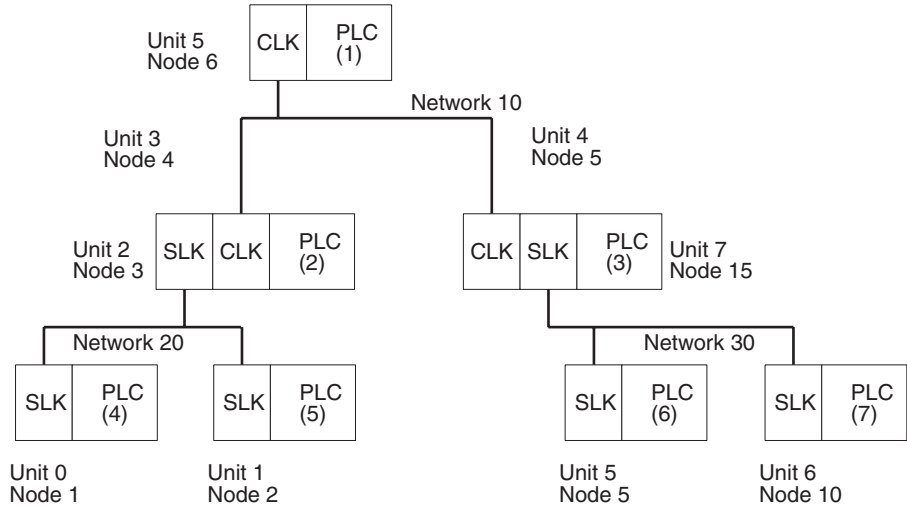 Unit 5
Node 6
CLK
PLC
(1)
Network 10
Unit 3
Node 4
Unit 4
Node 5
Unit 2
Node 3
SLK
CLK
PLC
(2)
CLK
SLK
PLC
(3)
Unit 7
Node 15
Network 20
Network 30
SLK
PLC
(4)
SLK
PLC
(5)
SLK
PLC
(6)
SLK
PLC
(7)
Unit 0
Node 1
Unit 1
Node 2
Unit 5
Node 5
Unit 6
Node 10